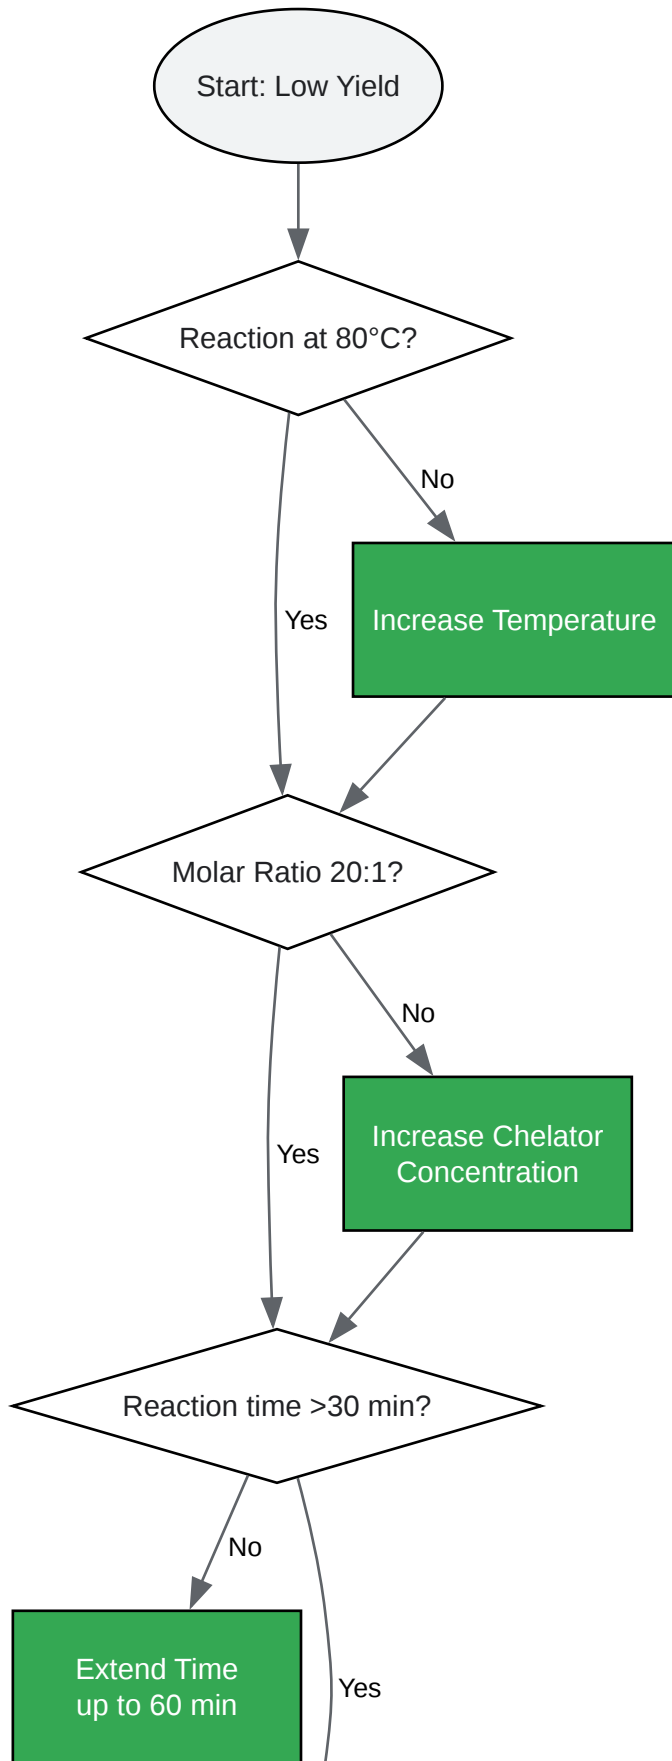 Start: Low Yield
Reaction at 80°C?
No
Increase Temperature
Yes
Molar Ratio 20:1?
No
Increase Chelator
Concentration
Yes
Reaction time >30 min?
No
Extend Time
up to 60 min
Yes